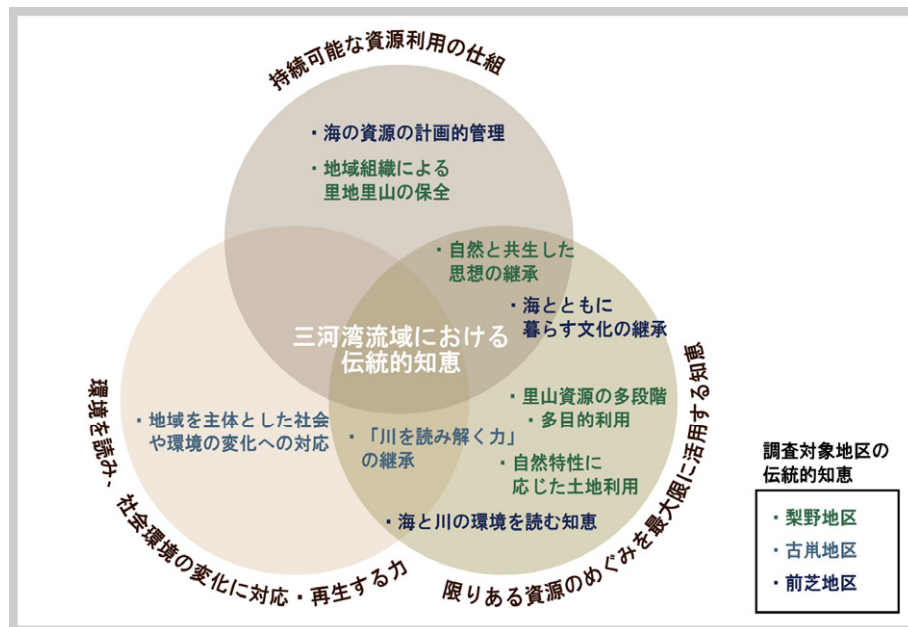 持続可能な資源利用の仕組
・海の資源の計画的管理
・地域組織による
里地里山の保全
・自然と共生した
思想の継承
・海とともに
暮らす文化の継承
三河湾流域における
伝統的知恵
・里山資源の多段階
・多目的利用
・地域を主体とした社会
や環境の変化への対応
・「川を読み解く力」
の継承
・自然特性に
応じた土地利用
・海と川の環境を読む知恵
環境を読み、社会環境の変化に対応・再生する力
限りある資源のめぐみを最大限に活用する知恵
調査対象地区の
伝統的知恵
・梨野地区
・古巣地区
・前芝地区